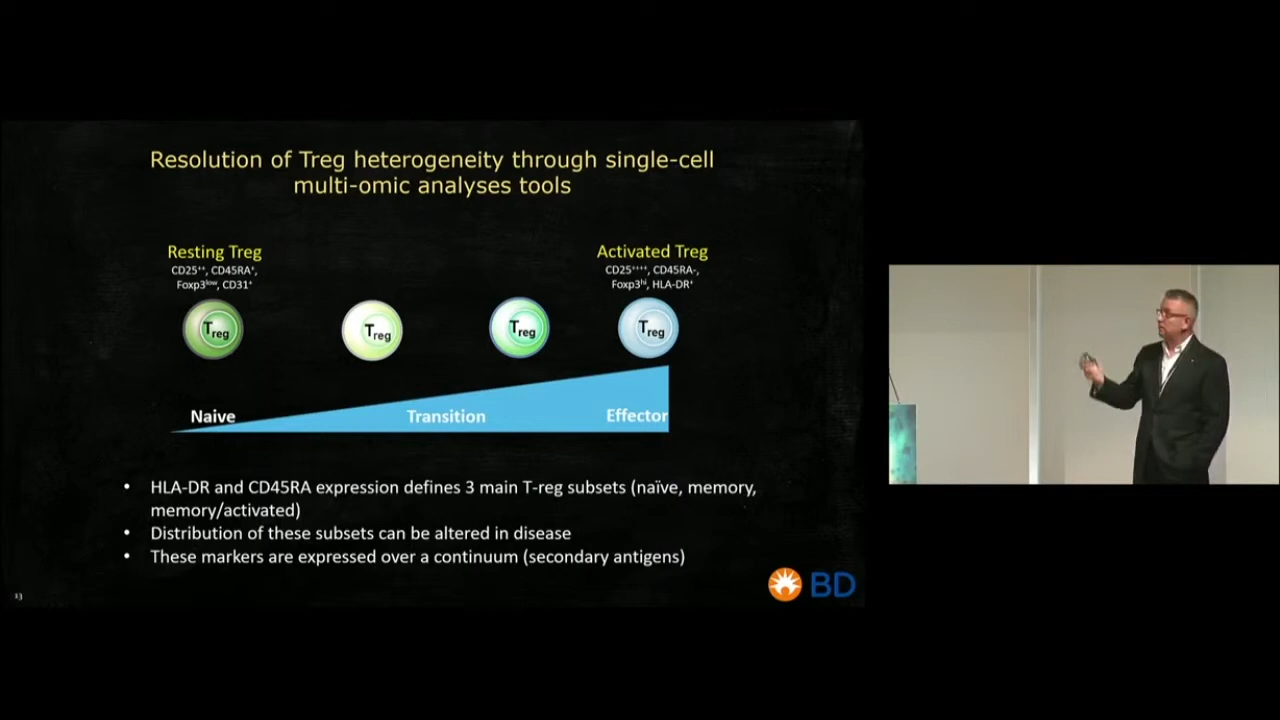 Resolution of Treg heterogeneity through single-cell
multi-omic analyses tools
Resting Treg
CD25⁺⁺, CD45RA⁺,
Foxp3ˡᵒʷ, CD31⁺
Activated Treg
CD25⁺⁺⁺⁺, CD45RA-,
Foxp3ʰⁱ, HLA-DR⁺
Treg
Treg
Treg
Treg
Naive
Transition
Effector
• HLA-DR and CD45RA expression defines 3 main T-reg subsets (naïve, memory,
memory/activated)
• Distribution of these subsets can be altered in disease
• These markers are expressed over a continuum (secondary antigens)
13
BD